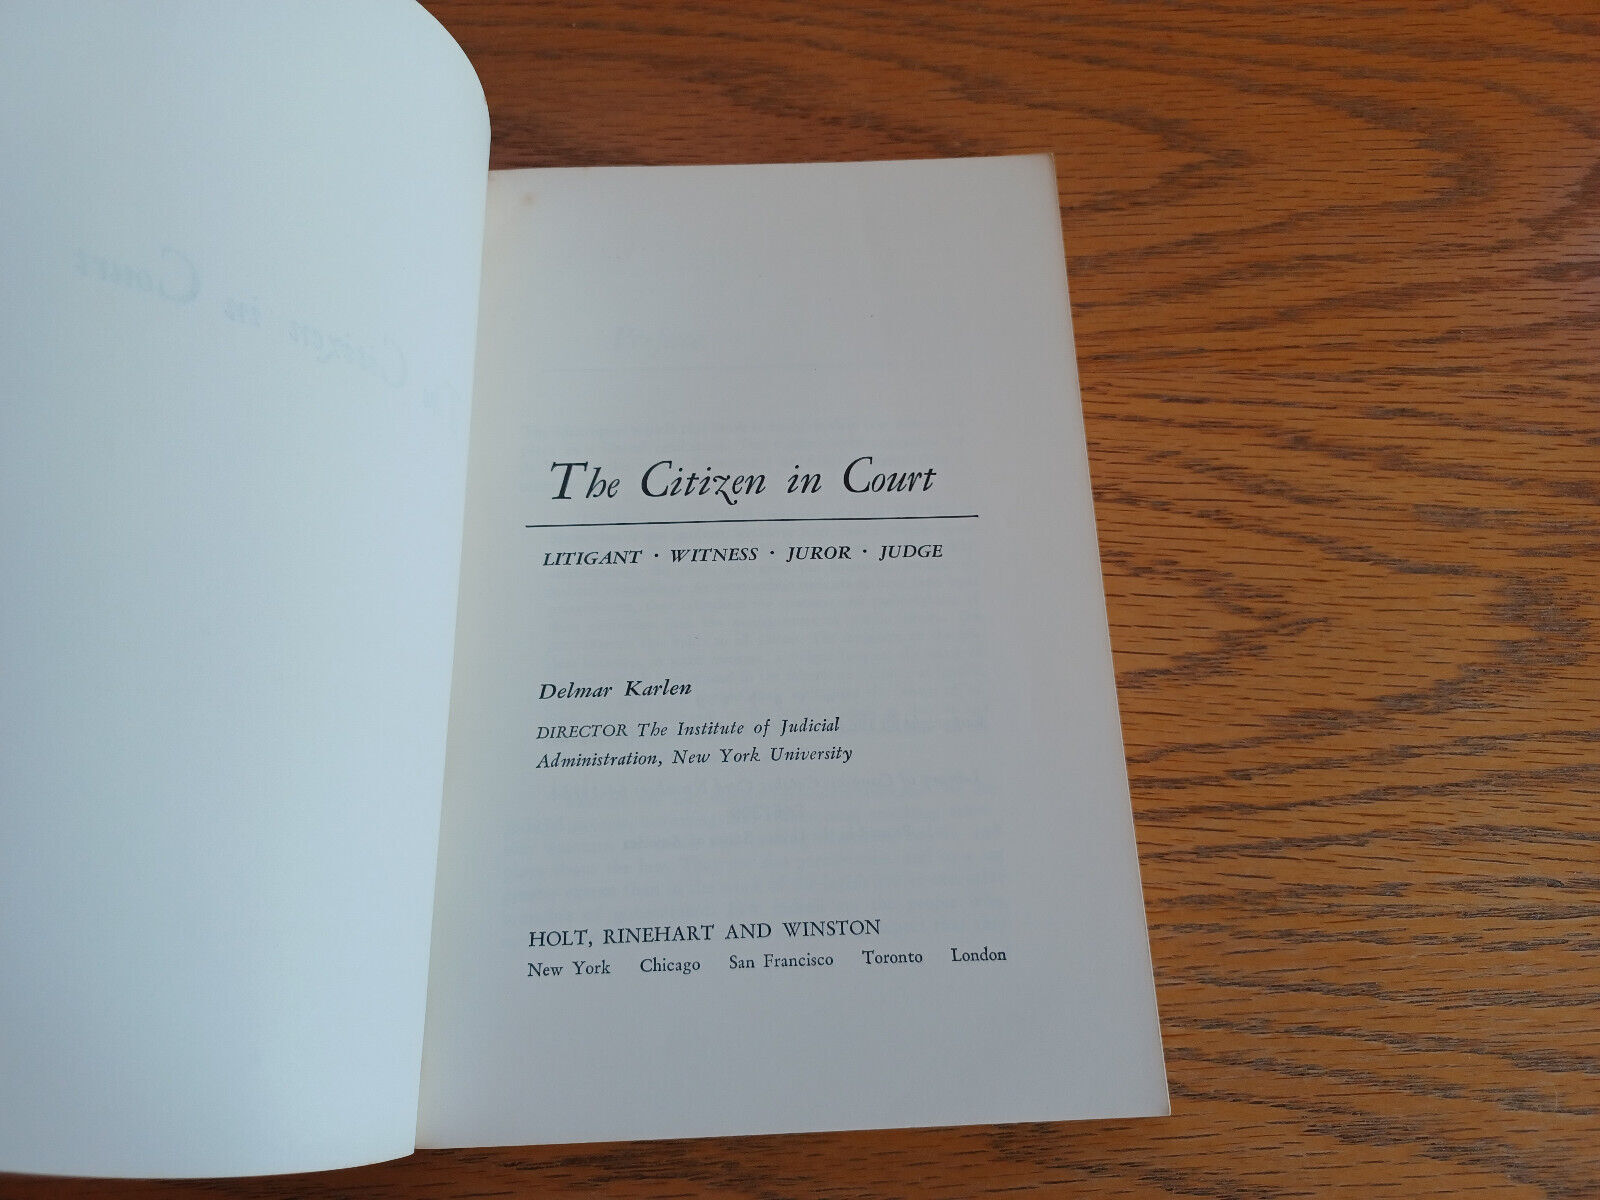 The Citizen in Court
LITIGANT · WITNESS · JUROR · JUDGE
Delmar Karlen
DIRECTOR The Institute of Judicial
Administration, New York University
HOLT, RINEHART AND WINSTON
New York Chicago San Francisco Toronto London